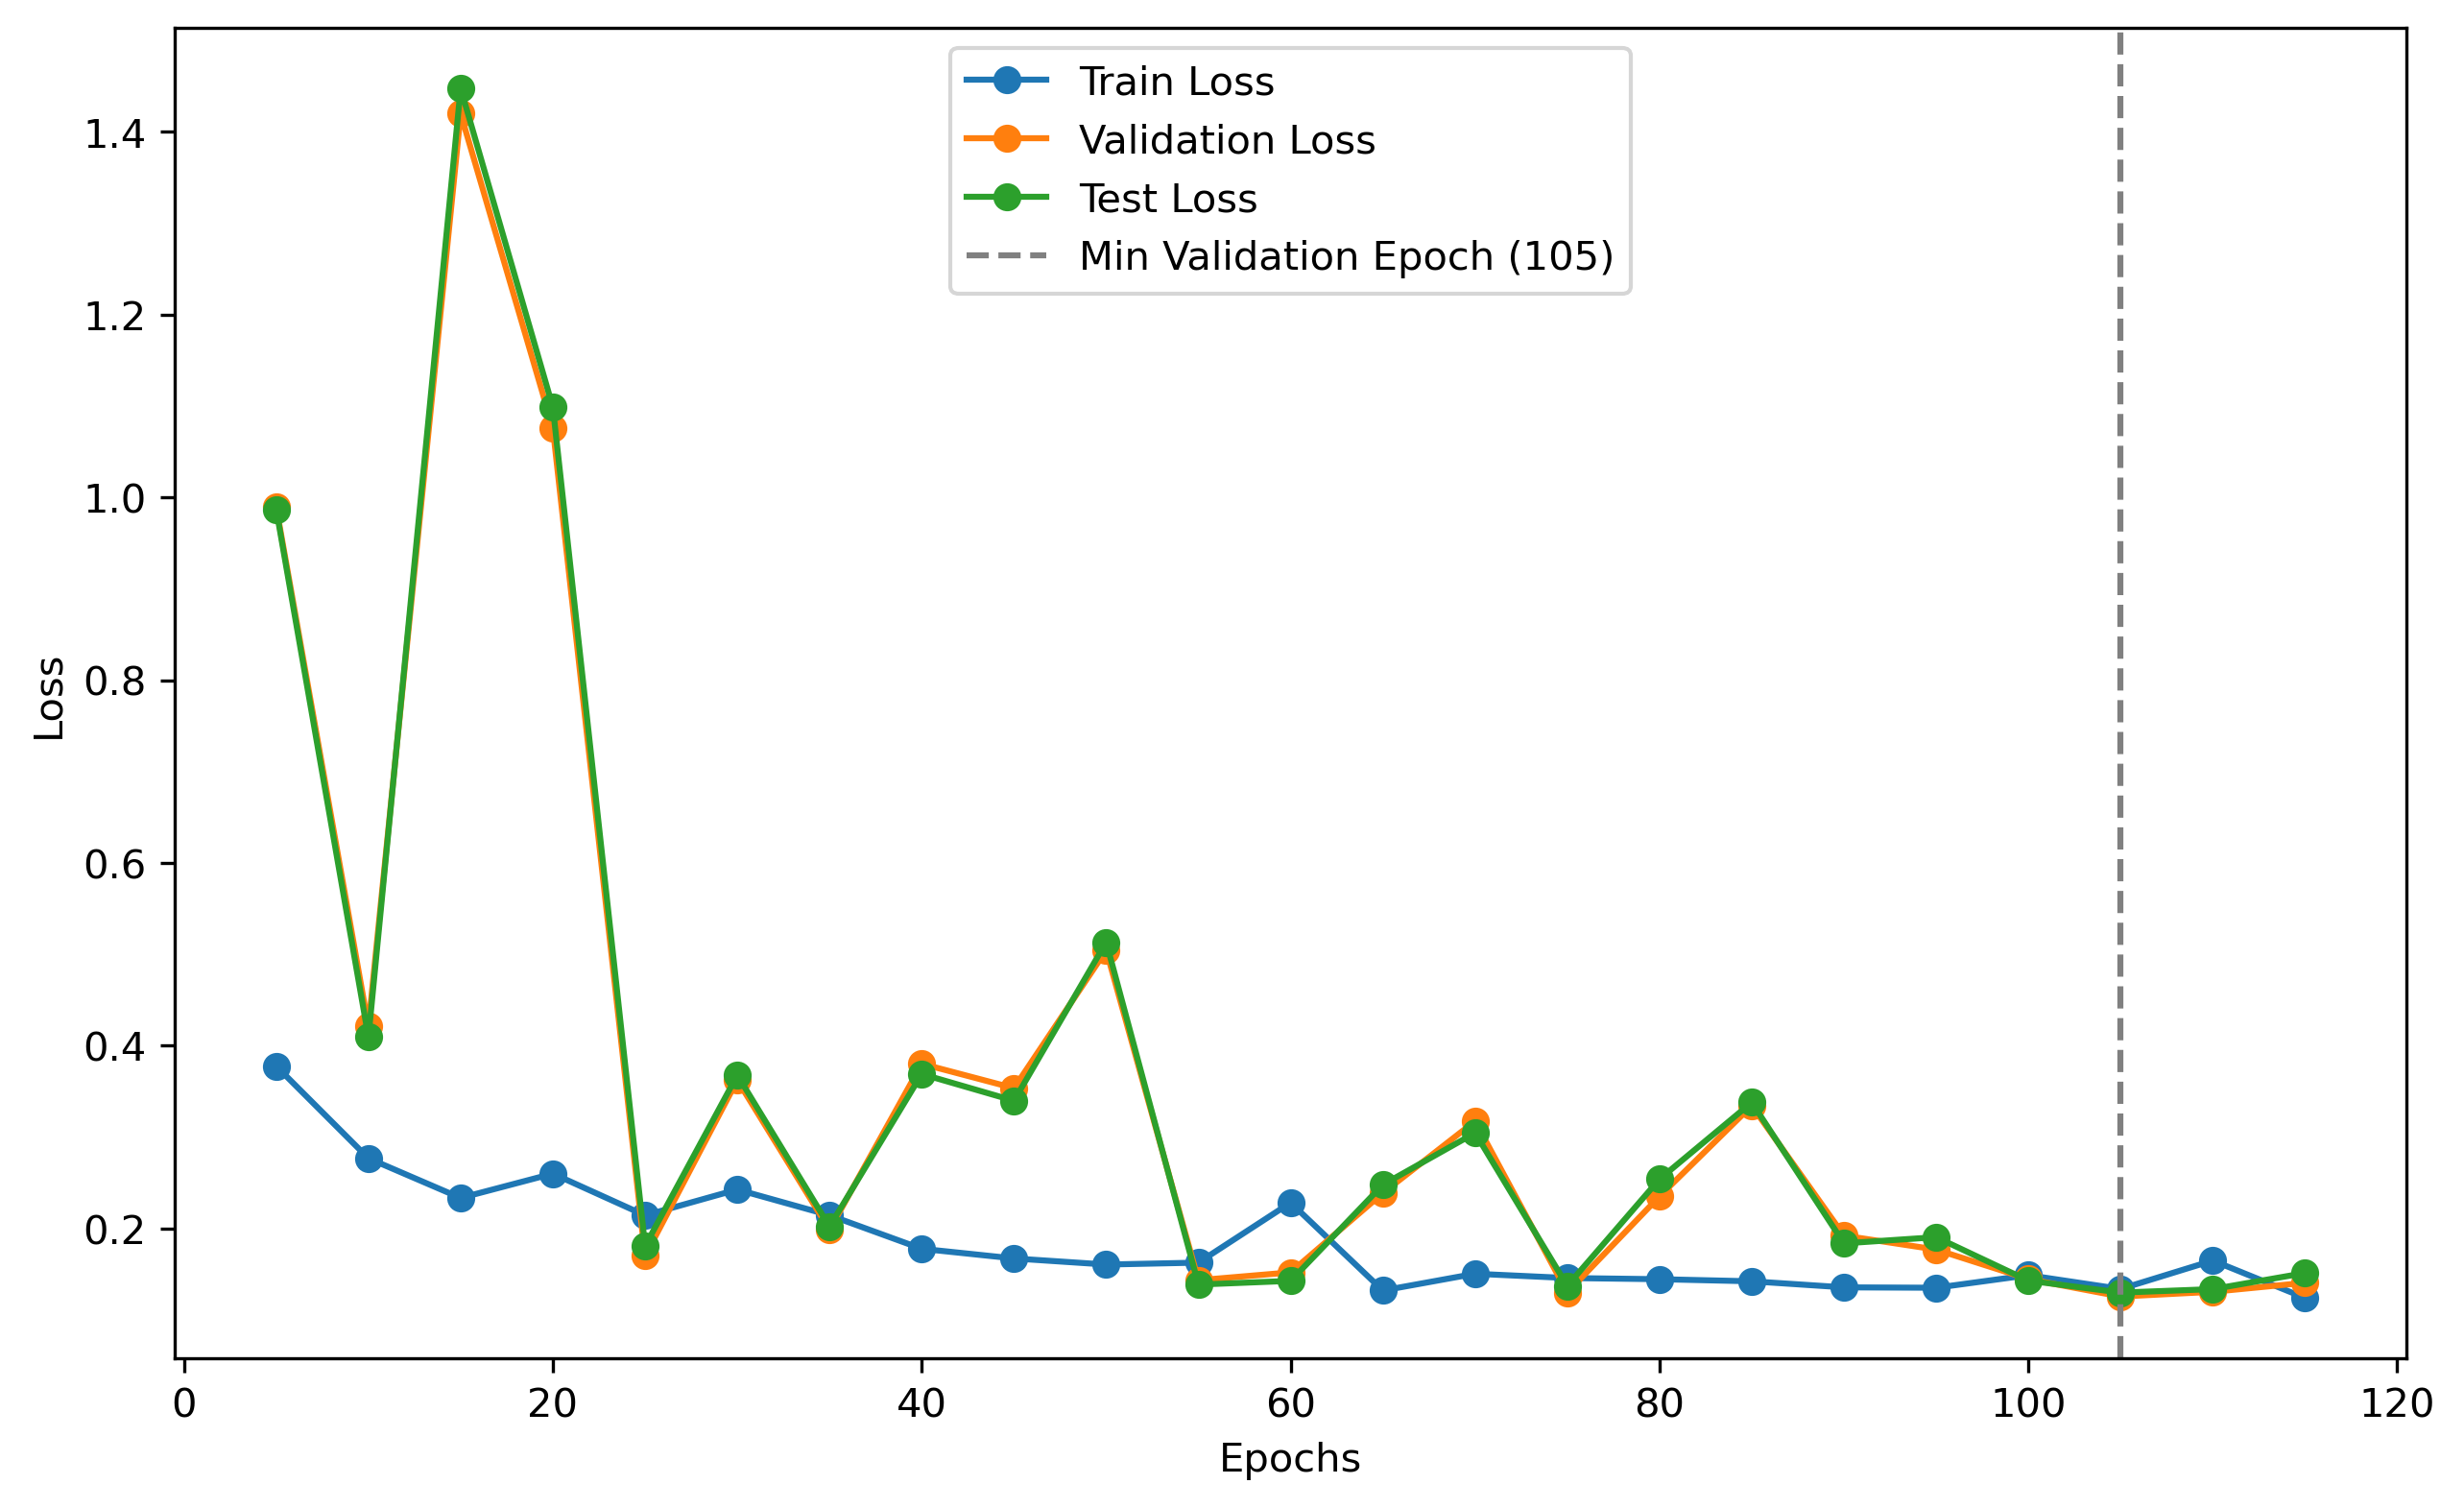 Train Loss
Validation Loss
Test Loss
Min Validation Epoch (105)
1.4
1.2
1.0
0.8
0.6
0.4
0.2
Loss
0 20 40 60 80 100 120
Epochs